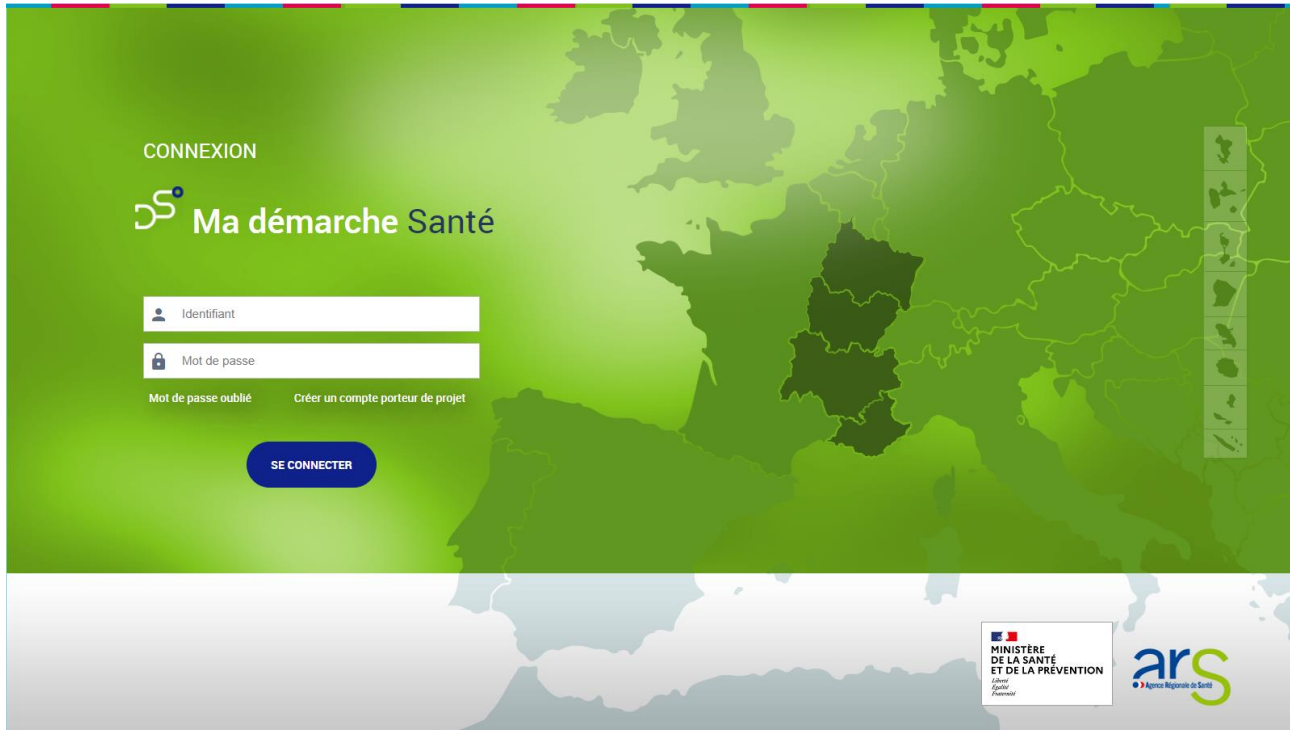 CONNEXION
Ma démarche Santé
Identifiant
Mot de passe
Mot de passe oublié
Créer un compte porteur de projet
SE CONNECTER
MINISTÈRE
DE LA SANTÉ
ET DE LA PRÉVENTION
Liberté
Égalité
Fraternité
ars
Agence Régionale de Santé